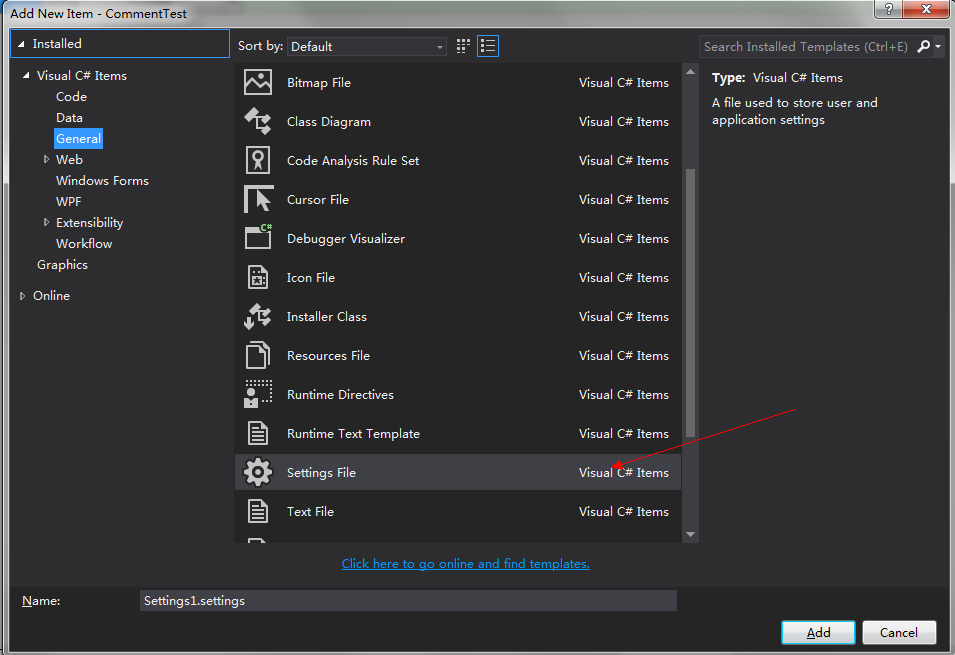 Add New Item - CommentTest
?
Installed
Sort by: Default
Search Installed Templates (Ctrl+E)
Visual C# Items
Code
Data
General
Web
Windows Forms
WPF
Extensibility
Workflow
Graphics
Online
Bitmap File Visual C# Items
Class Diagram Visual C# Items
Code Analysis Rule Set Visual C# Items
Cursor File Visual C# Items
C#
Debugger Visualizer Visual C# Items
Icon File Visual C# Items
Installer Class Visual C# Items
Resources File Visual C# Items
Runtime Directives Visual C# Items
Runtime Text Template Visual C# Items
Settings File Visual C# Items
Text File Visual C# Items
Type: Visual C# Items
A file used to store user and
application settings
Click here to go online and find templates.
Name: Settings1.settings
Add Cancel